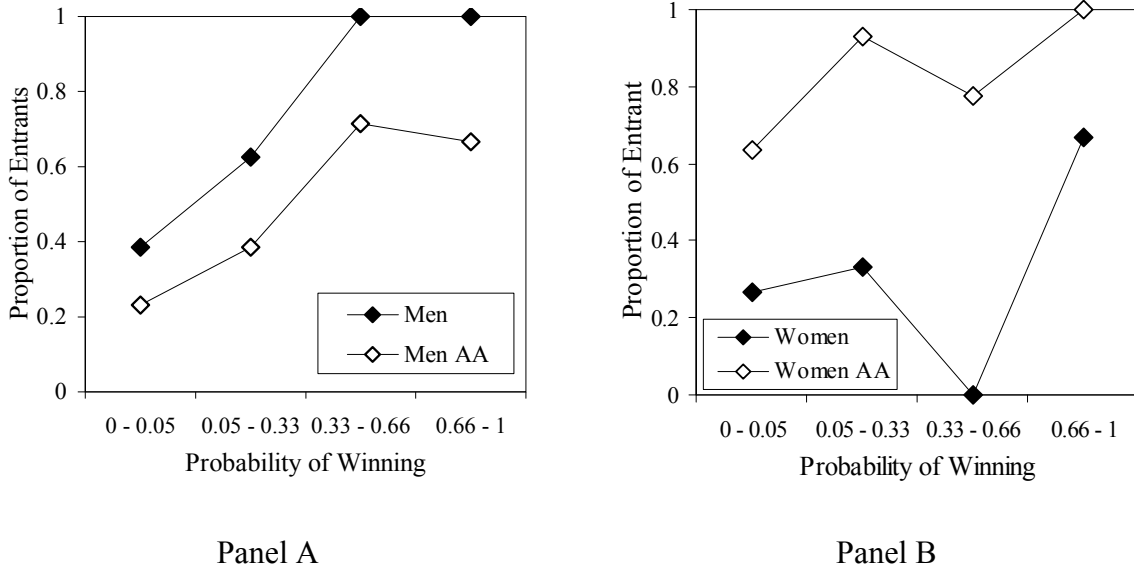 1
0.8
0.6
0.4
0.2
0
Proportion of Entrants
Men
Men AA
0 - 0.05 0.05 - 0.33 0.33 - 0.66 0.66 - 1
Probability of Winning
Panel A
1
0.8
0.6
0.4
0.2
0
Proportion of Entrant
Women
Women AA
0 - 0.05 0.05 - 0.33 0.33 - 0.66 0.66 - 1
Probability of Winning
Panel B